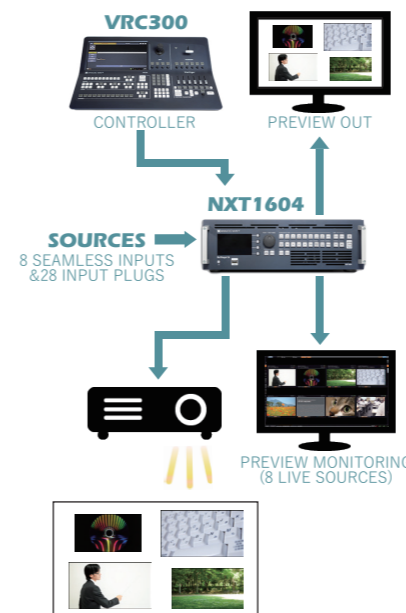 VRC300
CONTROLLER
PREVIEW OUT
NXT1604
SOURCES
8 SEAMLESS INPUTS
&28 INPUT PLUGS
PREVIEW MONITORING
(8 LIVE SOURCES)